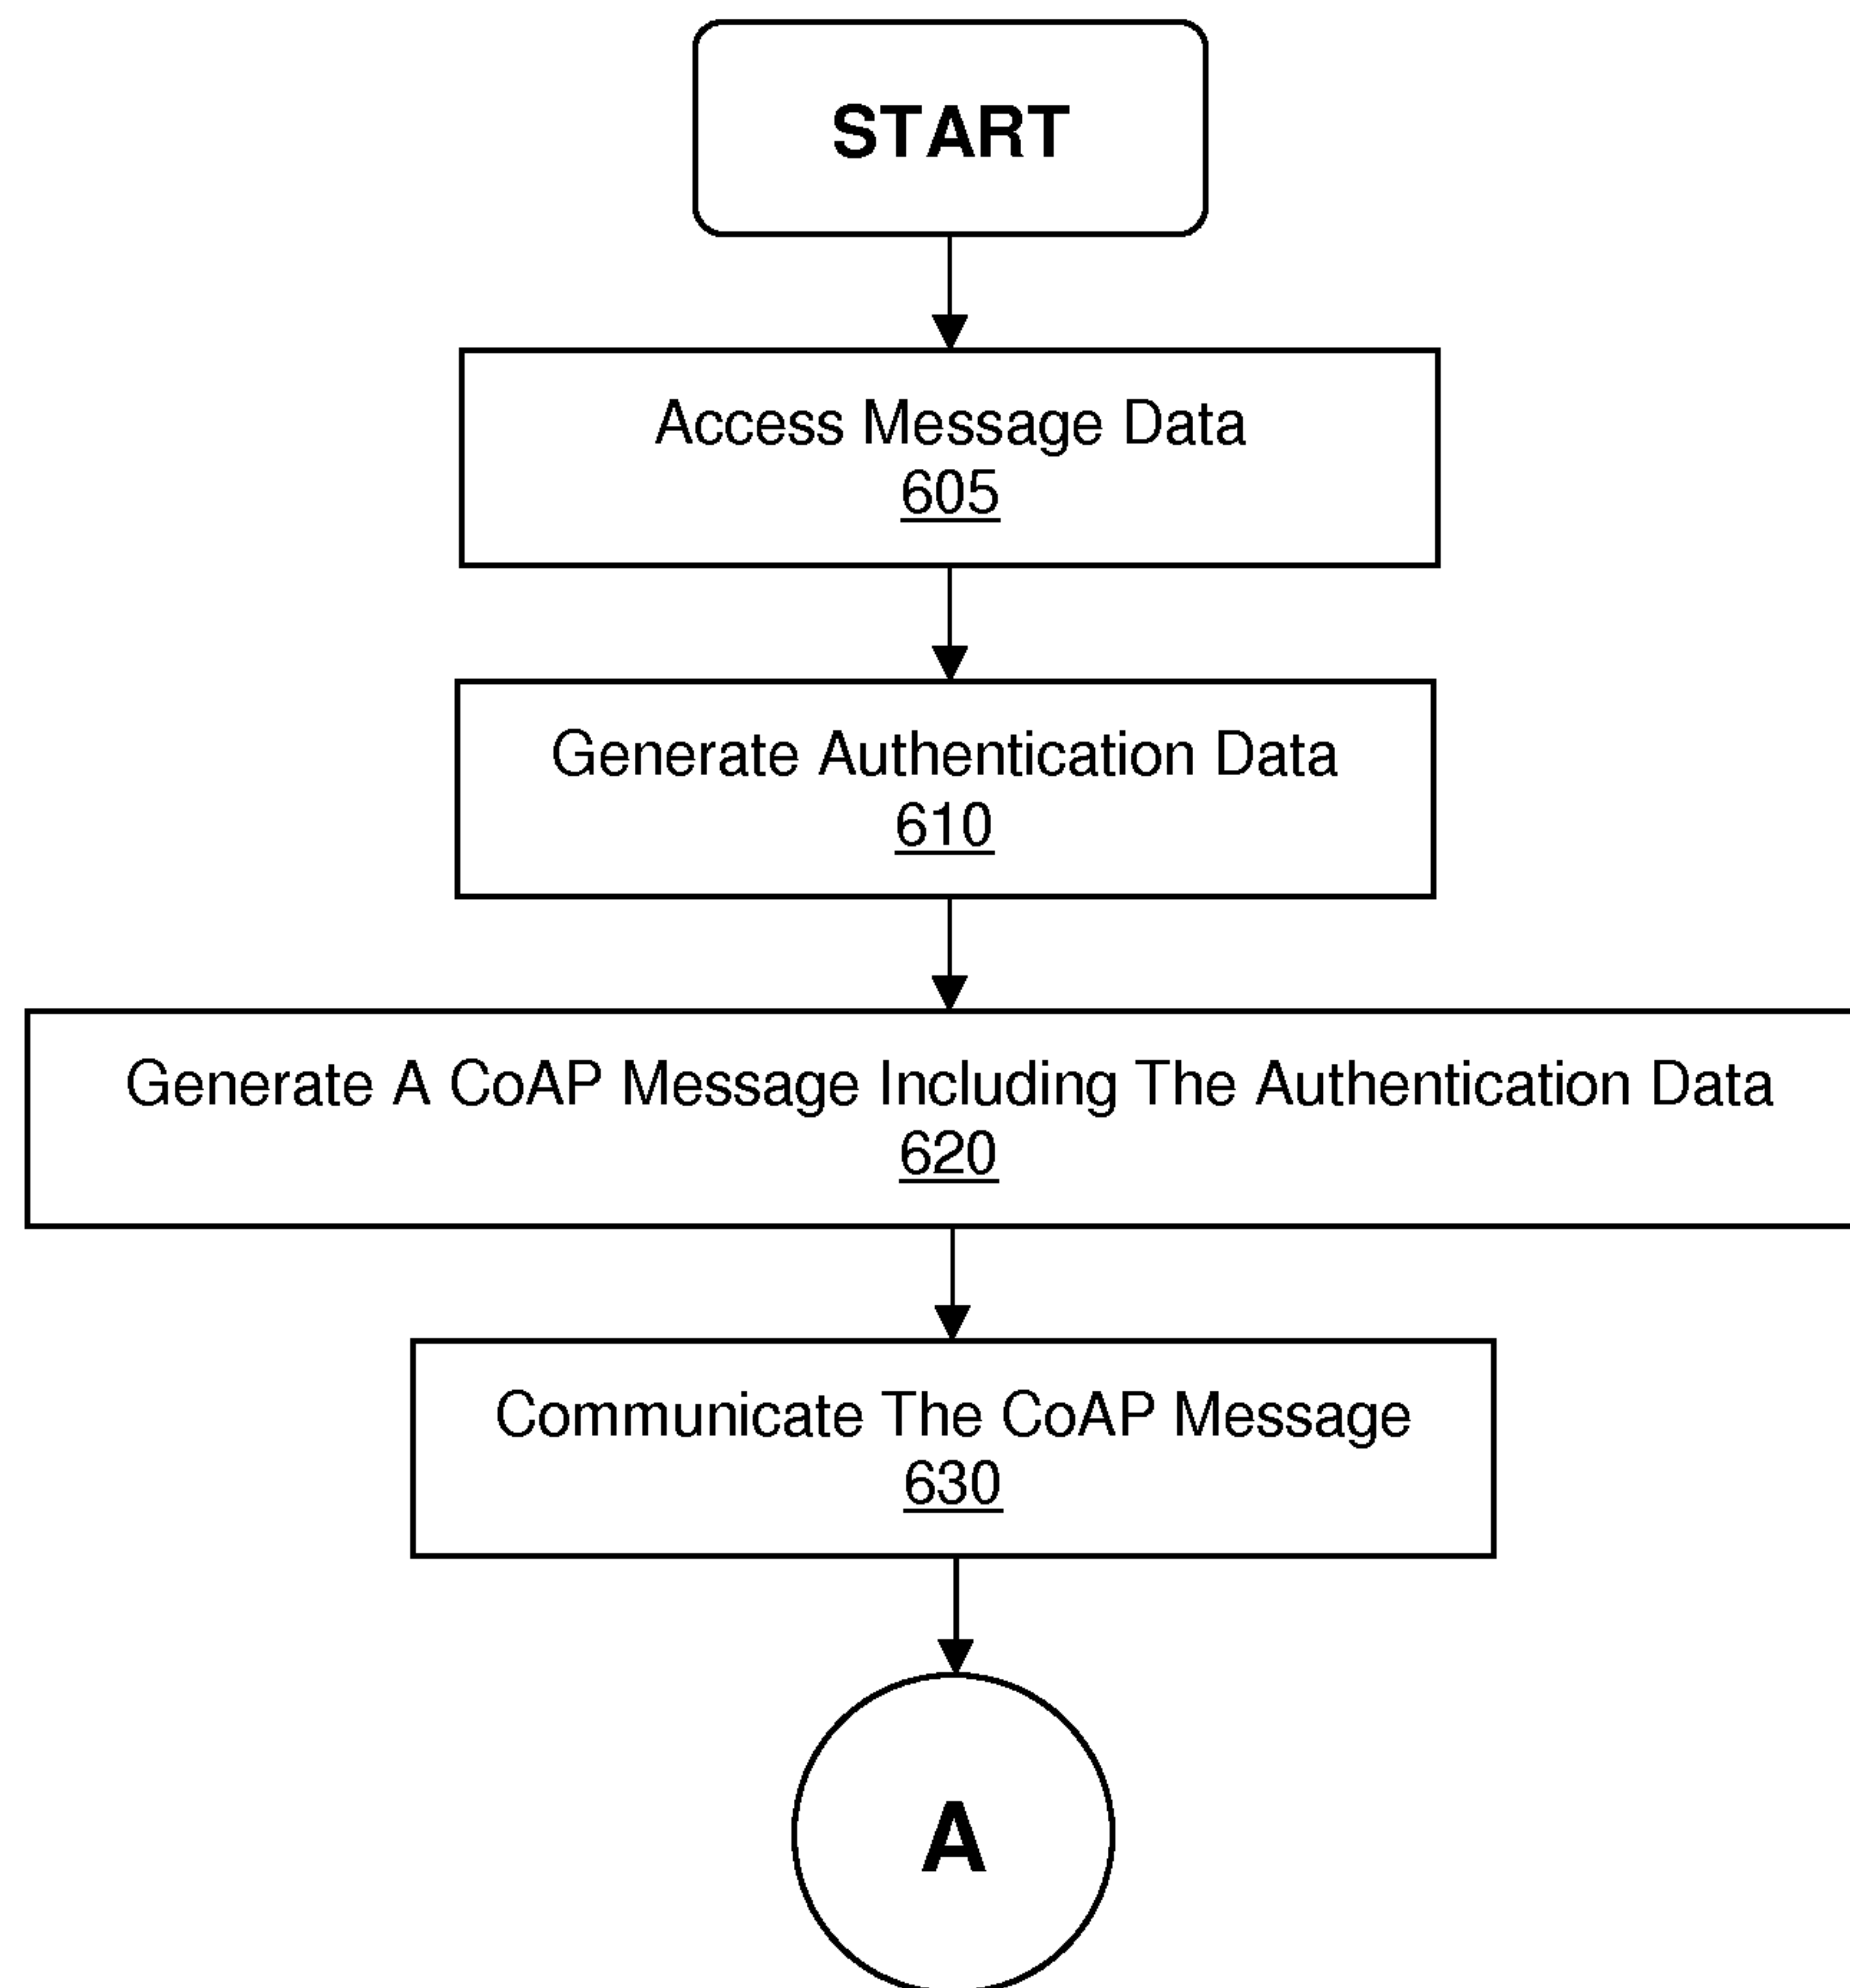 START
Access Message Data
605
Generate Authentication Data
610
Generate A CoAP Message Including The Authentication Data
620
Communicate The CoAP Message
630
A